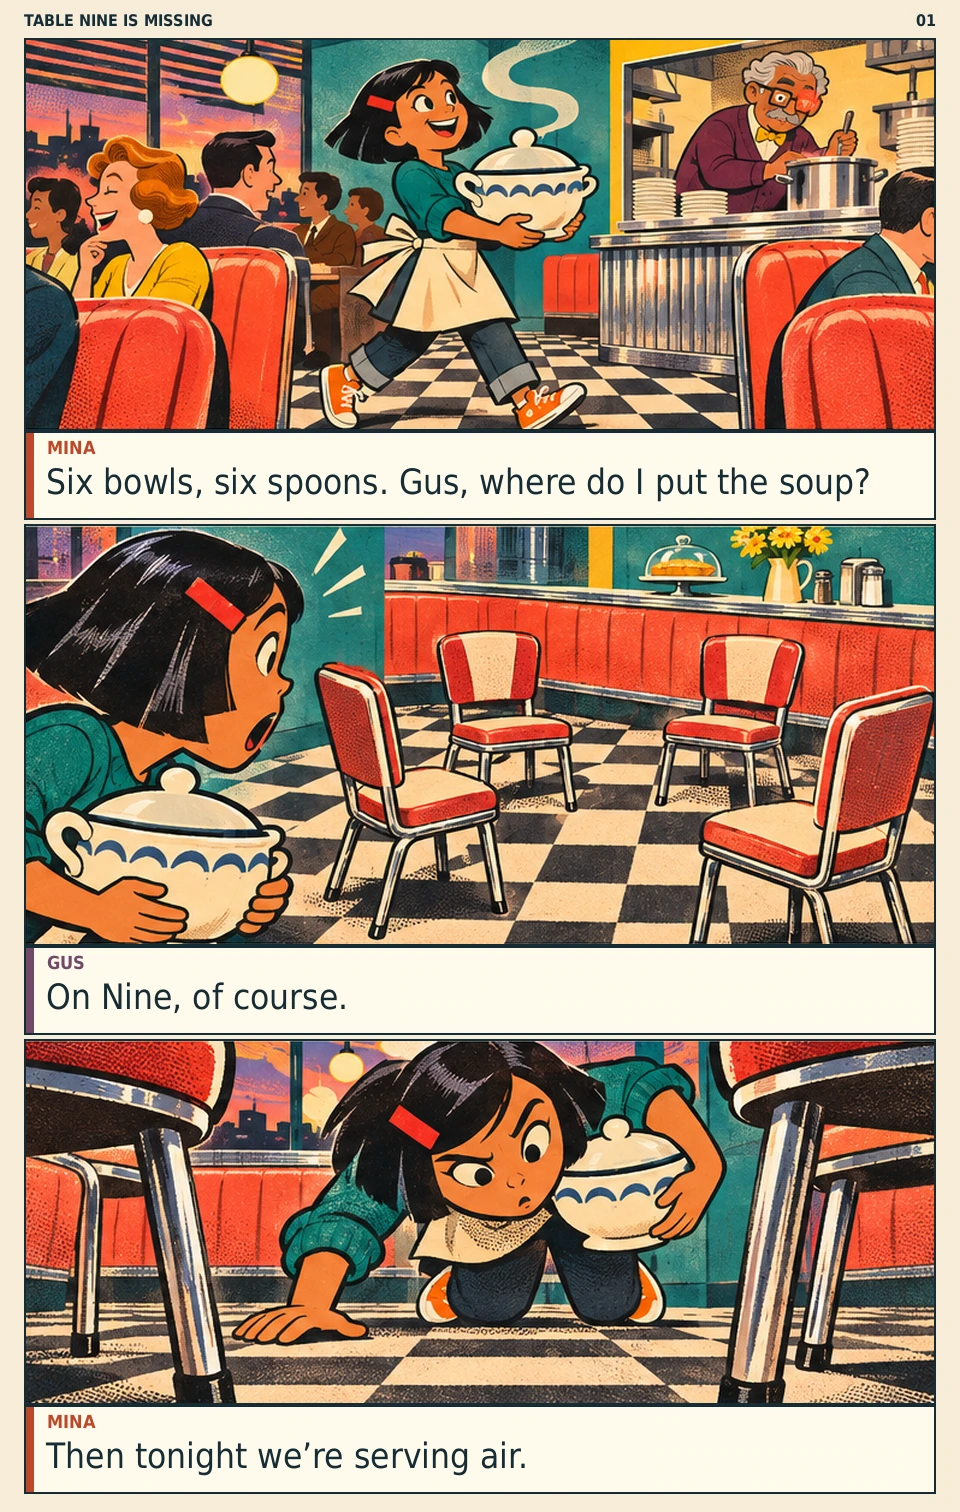 TABLE NINE IS MISSING
01
MINA
Six bowls, six spoons. Gus, where do I put the soup?
GUS
On Nine, of course.
MINA
Then tonight we’re serving air.